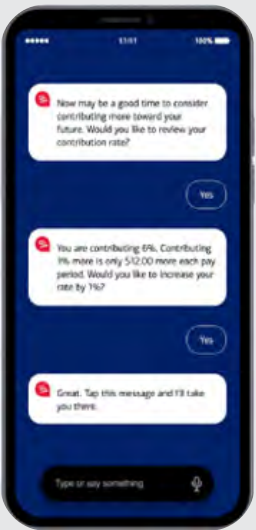 11:11 100%
Now may be a good time to consider
contributing more toward your
future. Would you like to review your
contribution rate?
Yes
You are contributing 6%. Contributing
1% more is only $12.00 more each pay
period. Would you like to increase your
rate by 1%?
Yes
Great. Tap this message and I'll take
you there.
Type or say something